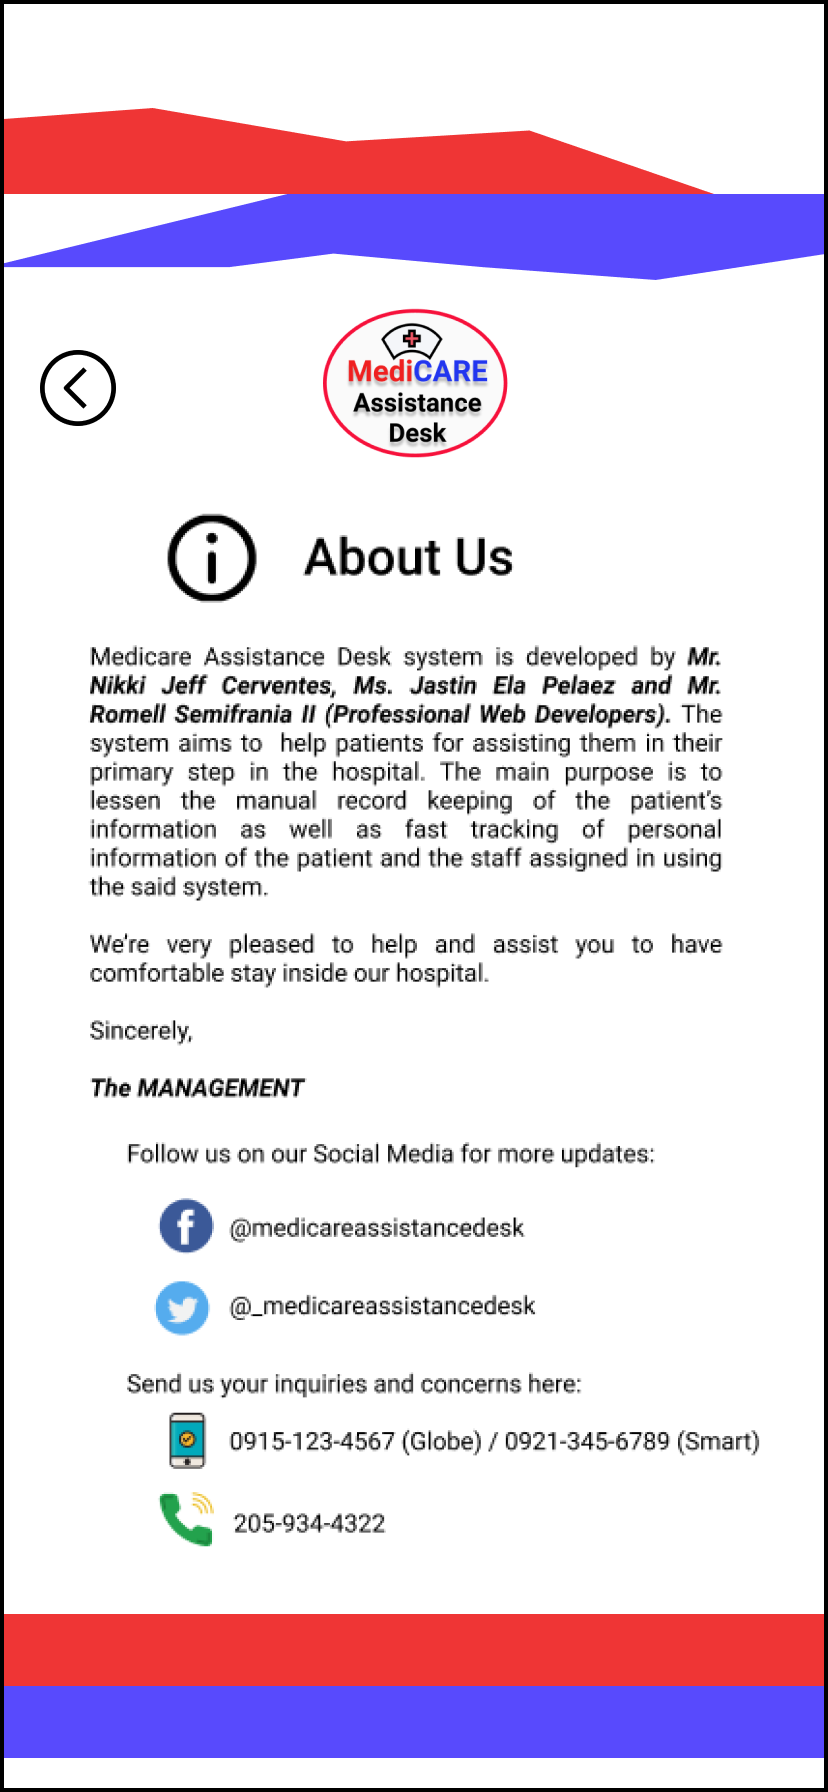 MediCARE
Assistance
Desk
About Us
Medicare Assistance Desk system is developed by Mr.
Nikki Jeff Cerventes, Ms. Jastin Ela Pelaez and Mr.
Romell Semifrania II (Professional Web Developers). The
system aims to  help patients for assisting them in their
primary step in the hospital. The main purpose is to
lessen the manual record keeping of the patient's
information as well as fast tracking of personal
information of the patient and the staff assigned in using
the said system.
We're very pleased to help and assist you to have
comfortable stay inside our hospital.
Sincerely,
The MANAGEMENT
Follow us on our Social Media for more updates:
@medicareassistancedesk
@_medicareassistancedesk
Send us your inquiries and concerns here:
0915-123-4567 (Globe) / 0921-345-6789 (Smart)
205-934-4322